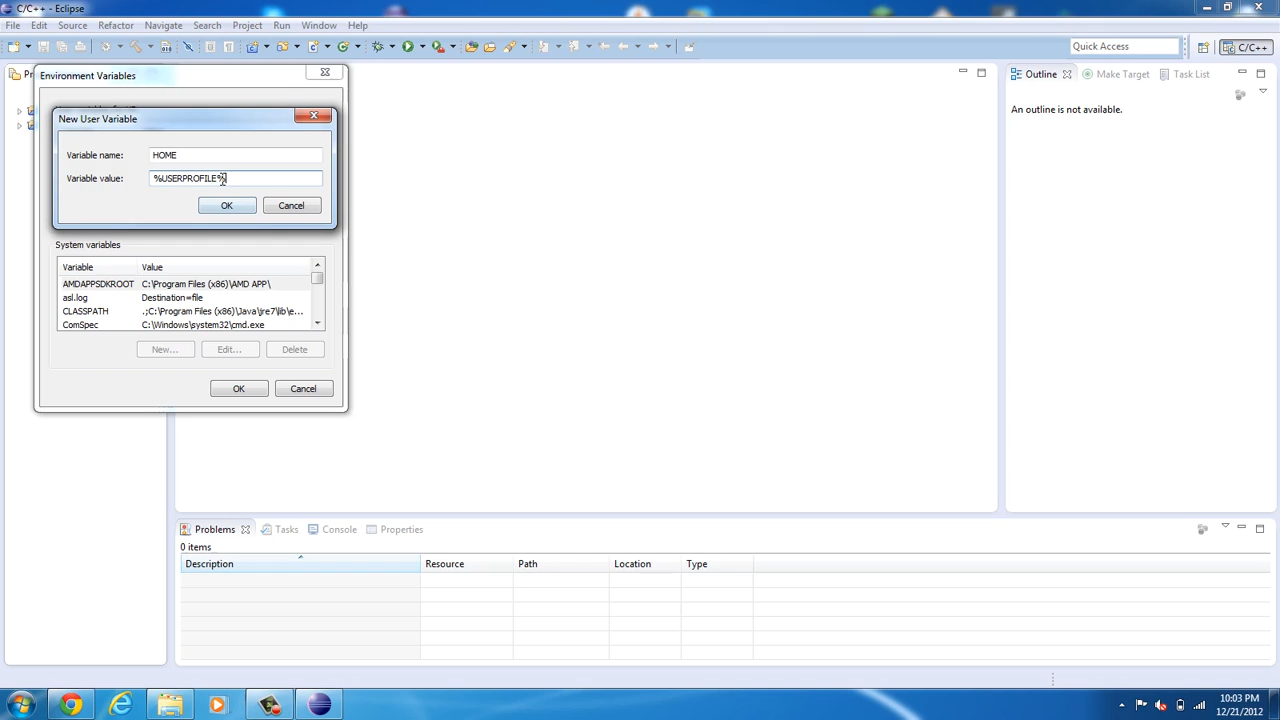 C/C++ - Eclipse
File Edit Source Refactor Navigate Search Project Run Window Help
Quick Access
C/C++
Environment Variables
New User Variable
Variable name: HOME
Variable value: %USERPROFILE%
OK Cancel
System variables
Variable Value
AMDAPPSDKROOT C:\Program Files (x86)\AMD APP\
asl.log Destination=file
CLASSPATH .;C:\Program Files (x86)\Java\jre7\lib\e...
ComSpec C:\Windows\system32\cmd.exe
New... Edit... Delete
OK Cancel
Outline Make Target Task List
An outline is not available.
Problems Tasks Console Properties
0 items
Description Resource Path Location Type
10:03 PM
12/21/2012